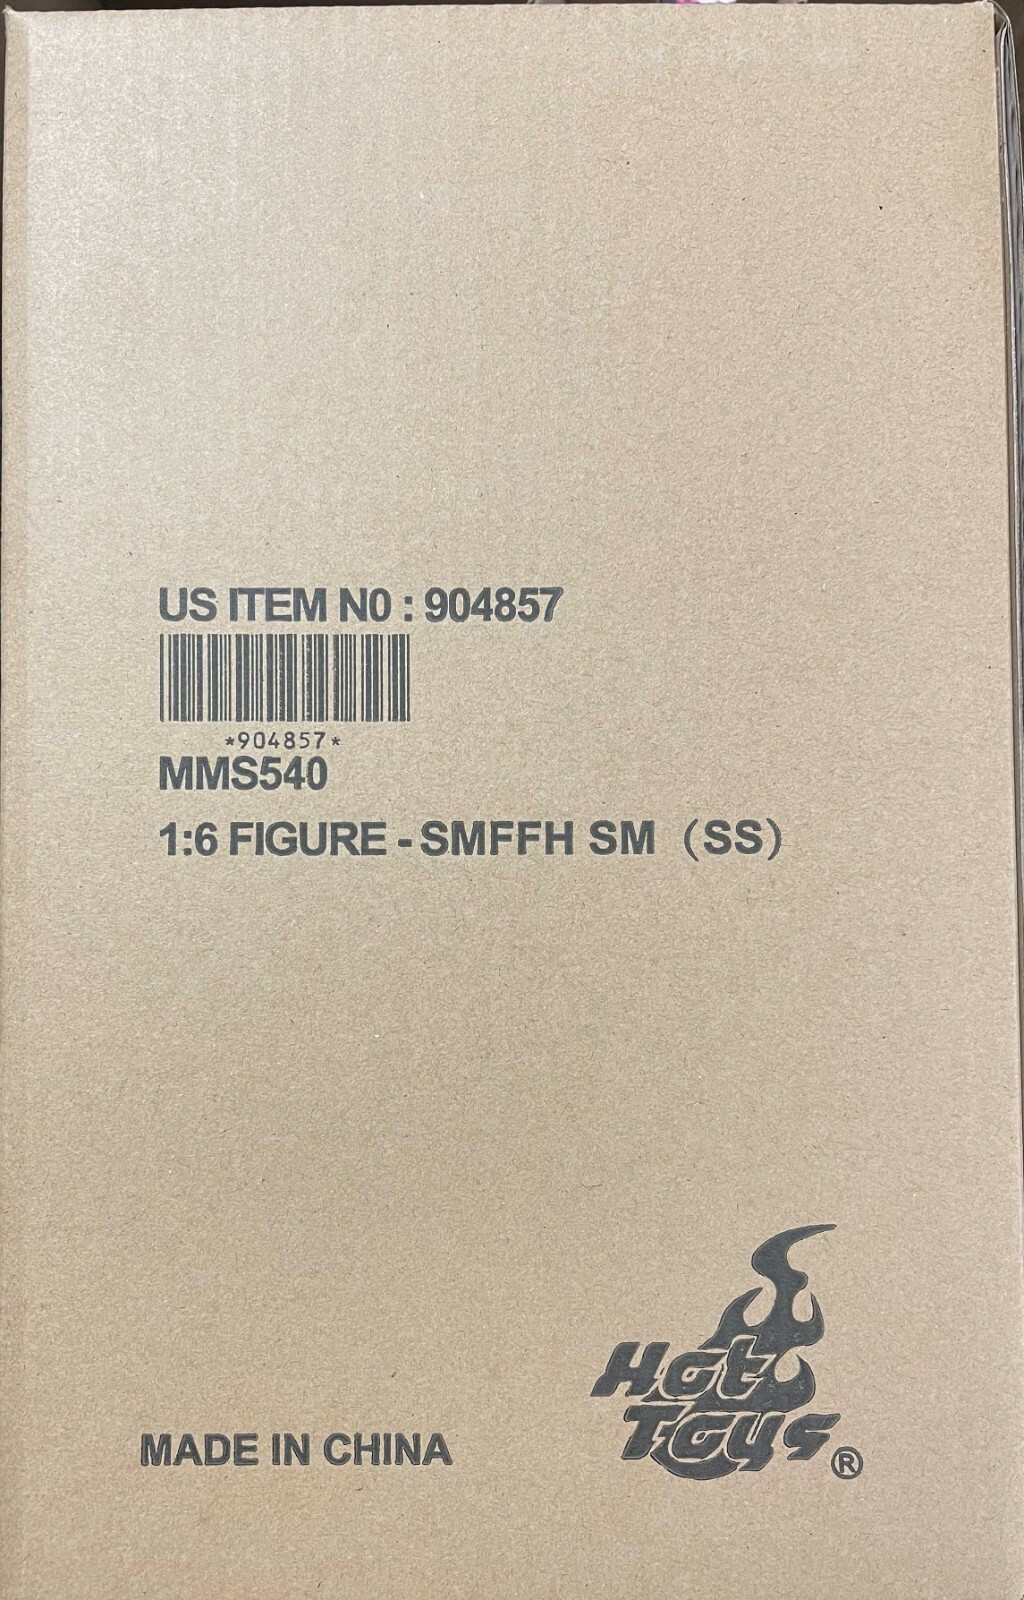 US ITEM N0 : 904857
*904857*
MMS540
1:6 FIGURE - SMFFH SM (SS)
Hot
Toys ®
MADE IN CHINA